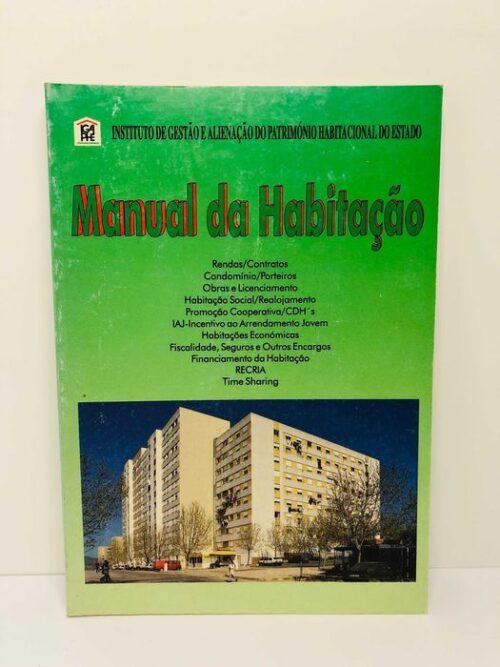 IGAPHE
INSTITUTO DE GESTÃO E ALIENAÇÃO DO PATRIMÓNIO HABITACIONAL DO ESTADO
Manual da Habitação
Rendas/Contratos
Condomínio/Porteiros
Obras e Licenciamento
Habitação Social/Realojamento
Promoção Cooperativa/CDH´s
IAJ-Incentivo ao Arrendamento Jovem
Habitações Económicas
Fiscalidade, Seguros e Outros Encargos
Financiamento da Habitação
RECRIA
Time Sharing